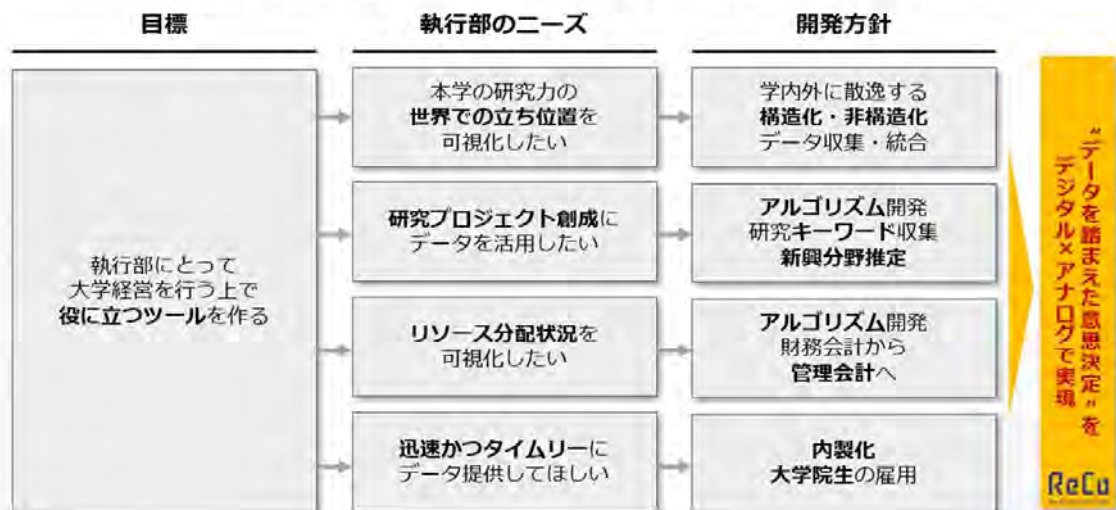 目標
執行部のニーズ
開発方針
執行部にとって
大学経営を行う上で
役に立つツールを作る
本学の研究力の
世界での立ち位置を
可視化したい
学内外に散逸する
構造化・非構造化
データ収集・統合
研究プロジェクト創成に
データを活用したい
アルゴリズム開発
研究キーワード収集
新興分野推定
リソース分配状況を
可視化したい
アルゴリズム開発
財務会計から
管理会計へ
迅速かつタイムリーに
データ提供してほしい
内製化
大学院生の雇用
“データを踏まえた意思決定”を
デジタル×アナログで実現
ReCu